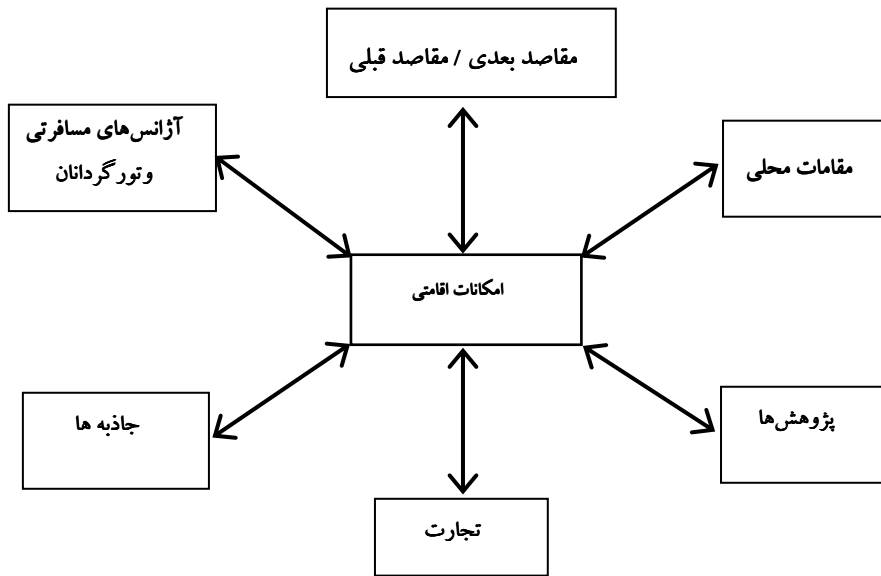 مقاصد بعدی / مقاصد قبلی
آژانس‌های مسافرتی
وتورگردانان
مقامات محلی
امکانات اقامتی
جاذبه ها
پژوهش‌ها
تجارت